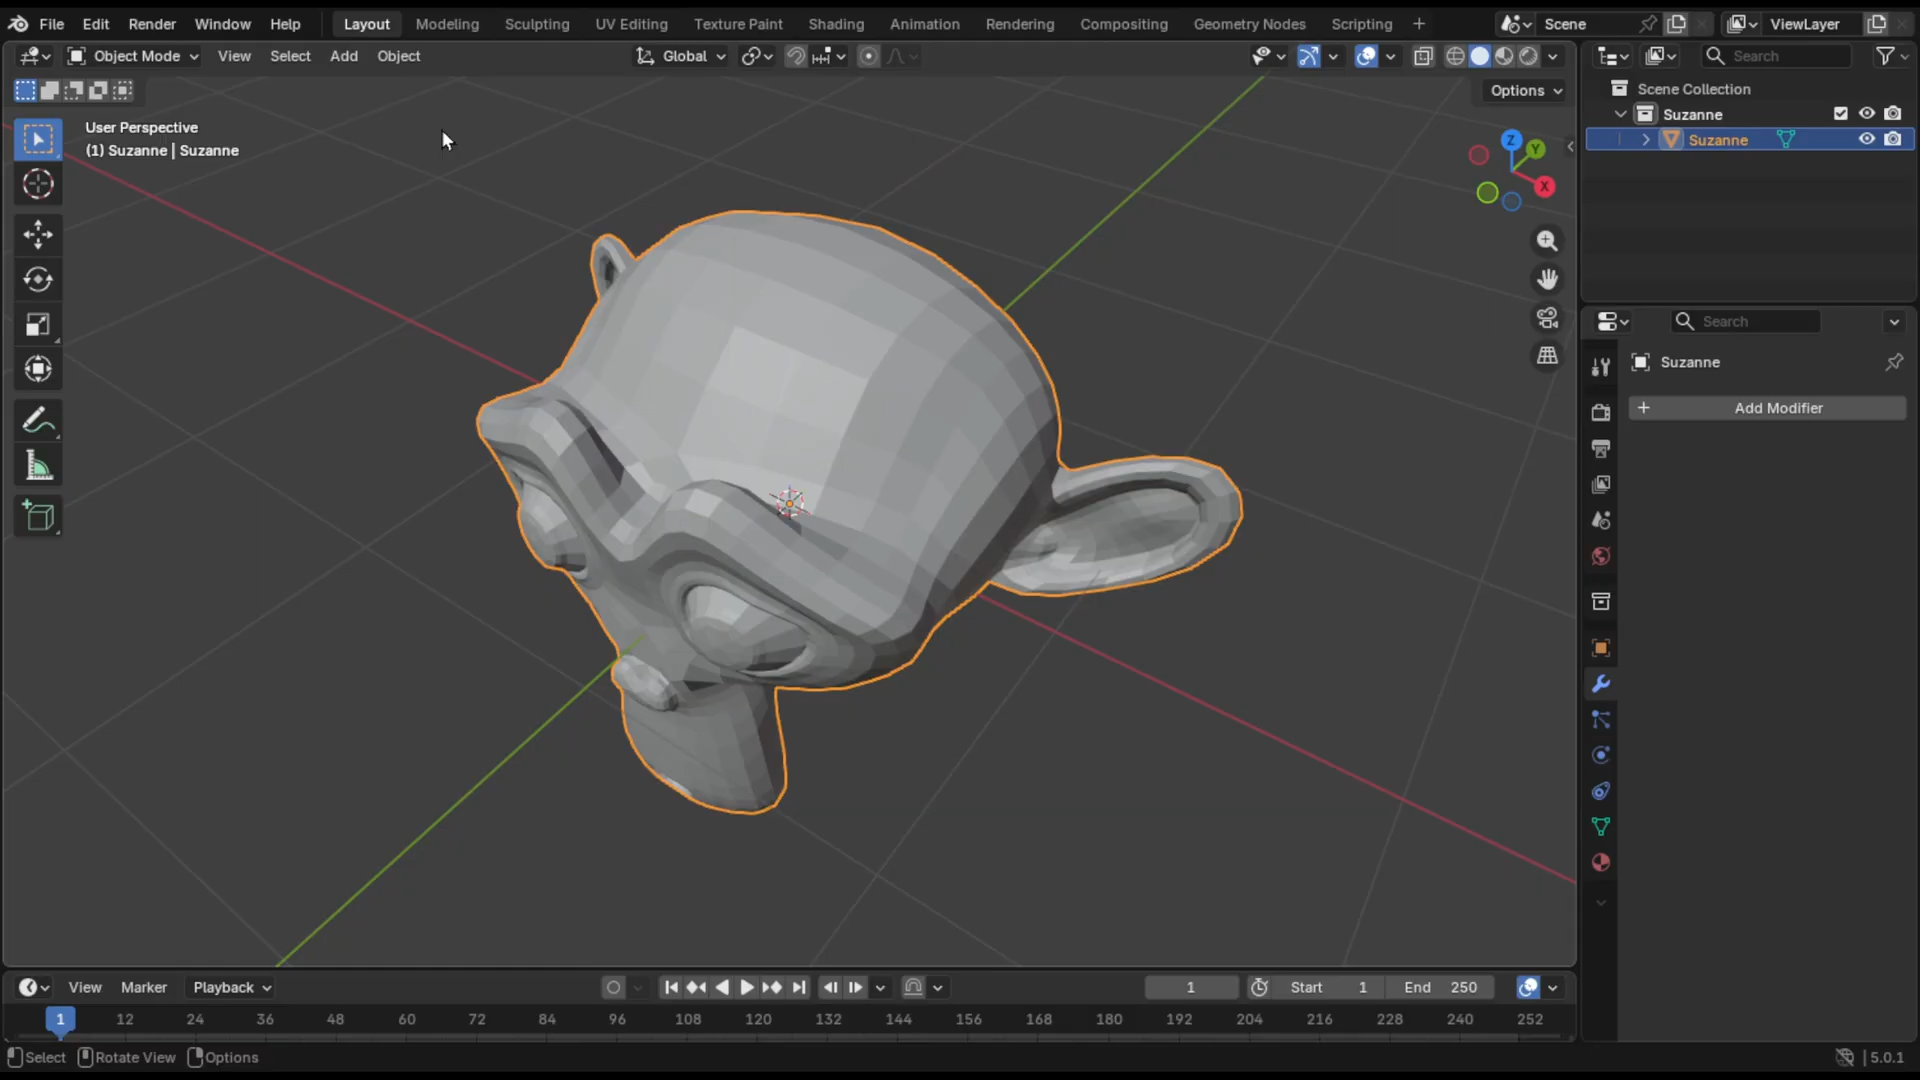 File Edit Render Window Help Layout Modeling Sculpting UV Editing Texture Paint Shading Animation Rendering Compositing Geometry Nodes Scripting + Scene ViewLayer
Object Mode View Select Add Object Global Search
Options
User Perspective
(1) Suzanne | Suzanne
Z
Y
X
Scene Collection
Suzanne
Suzanne
Search
Suzanne
+ Add Modifier
View Marker Playback 1 Start 1 End 250
1 12 24 36 48 60 72 84 96 108 120 132 144 156 168 180 192 204 216 228 240 252
Select Rotate View Options 5.0.1